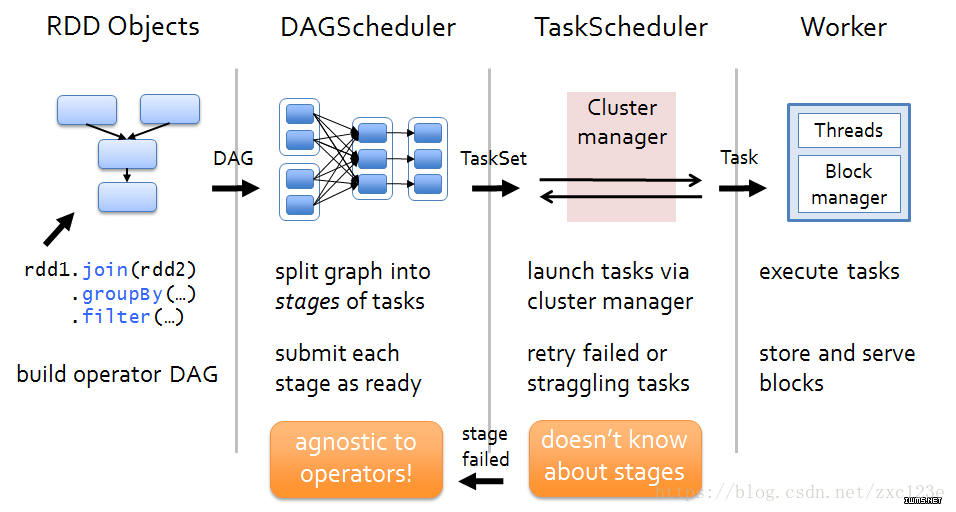 RDD Objects
DAGScheduler
TaskScheduler
Worker
DAG
TaskSet
Cluster
manager
Task
Threads
Block
manager
rdd1.join(rdd2)
.groupBy(…)
.filter(…)
build operator DAG
split graph into
stages of tasks
submit each
stage as ready
agnostic to
operators!
launch tasks via
cluster manager
retry failed or
straggling tasks
stage
failed
doesn't know
about stages
execute tasks
store and serve
blocks
https://blog.csdn.net/zxc123e
IWMS.NET